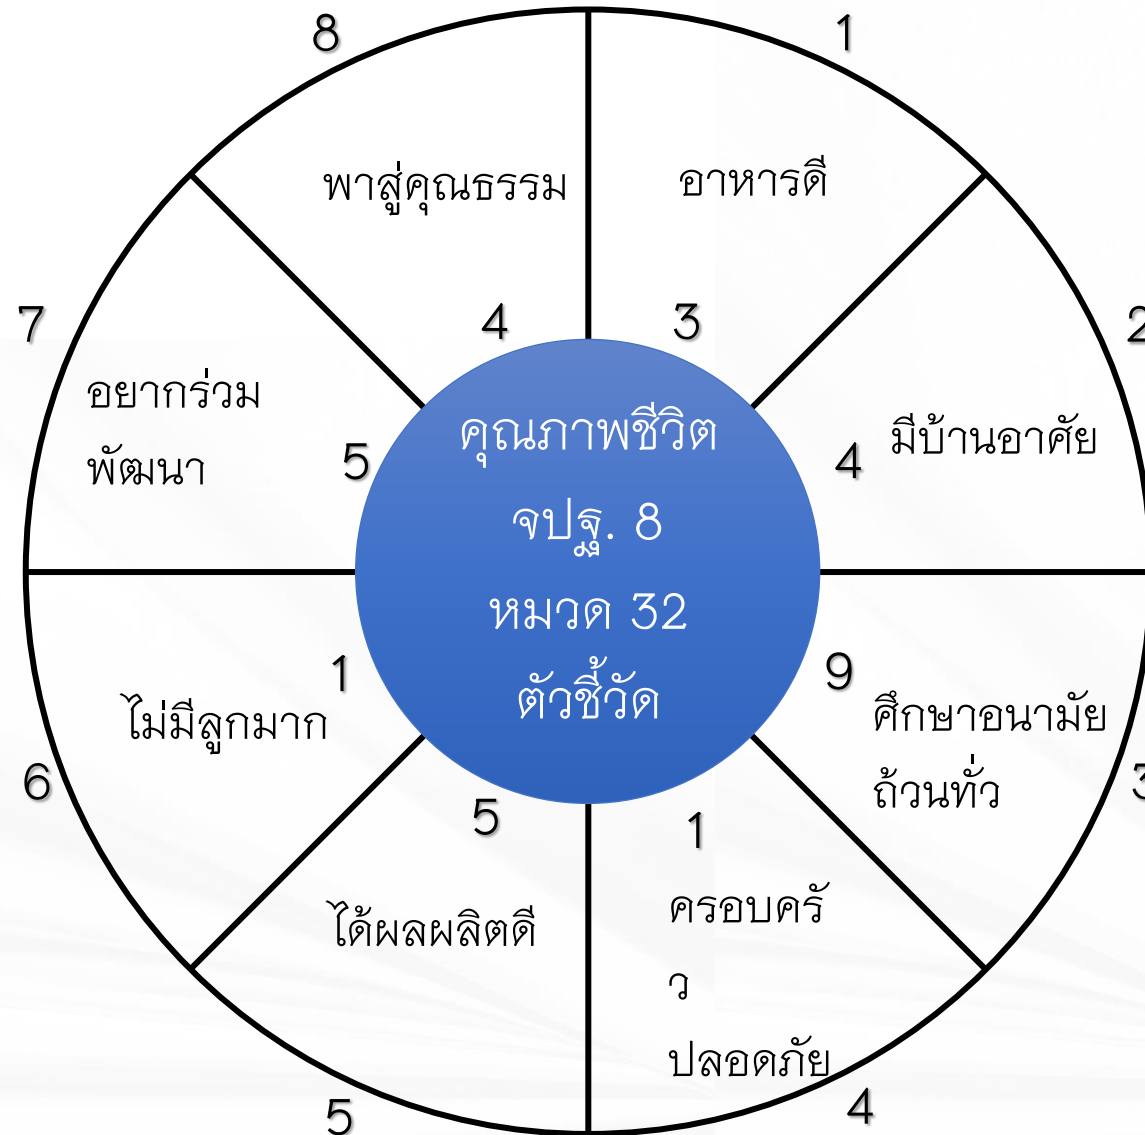 8
1
พาสู่คุณธรรม
อาหารดี
4
3
7
2
อยากร่วม
พัฒนา
5
คุณภาพชีวิต
จปฐ. 8
หมวด 32
ตัวชี้วัด
4
มีบ้านอาศัย
1
ไม่มีลูกมาก
6
9
ศึกษาอนามัย
ถ้วนทั่ว
3
5
ได้ผลผลิตดี
1
ครอบครั
ว
ปลอดภัย
5
4